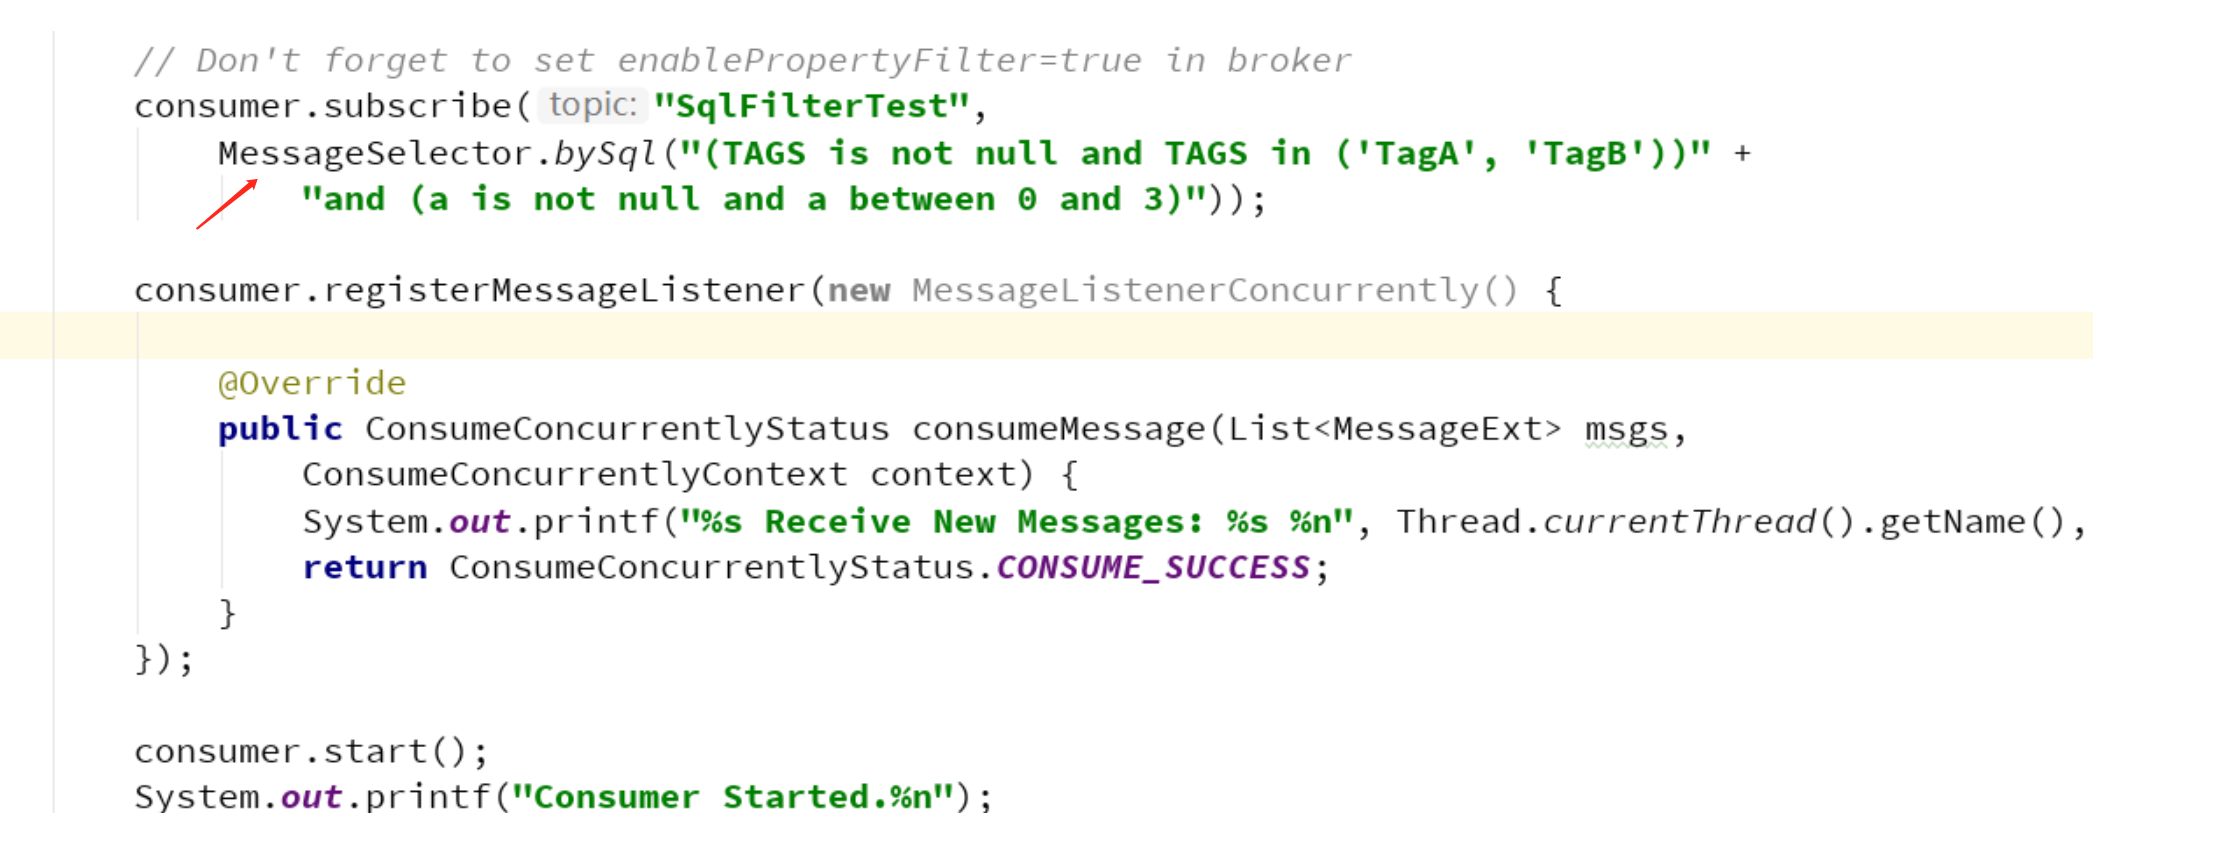 // Don't forget to set enablePropertyFilter=true in broker
consumer.subscribe( topic: "SqlFilterTest",
MessageSelector.bySql("(TAGS is not null and TAGS in ('TagA', 'TagB'))" +
"and (a is not null and a between 0 and 3)"));
consumer.registerMessageListener(new MessageListenerConcurrently() {
@Override
public ConsumeConcurrentlyStatus consumeMessage(List<MessageExt> msgs,
ConsumeConcurrentlyContext context) {
System.out.printf("%s Receive New Messages: %s %n", Thread.currentThread().getName(),
return ConsumeConcurrentlyStatus.CONSUME_SUCCESS;
}
});
consumer.start();
System.out.printf("Consumer Started.%n");